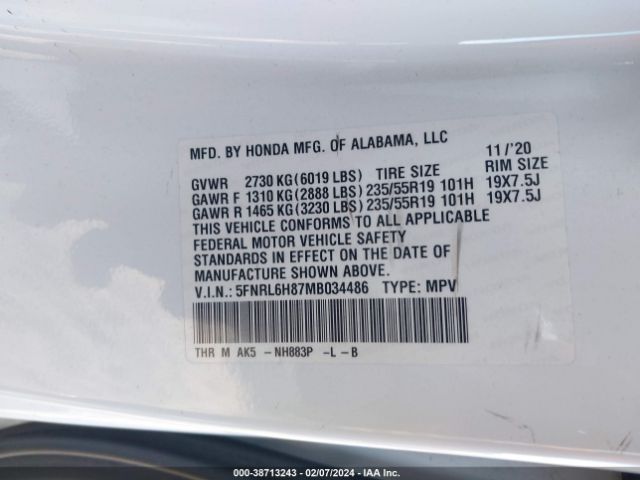 MFD. BY HONDA MFG. OF ALABAMA, LLC 11/'20
GVWR 2730 KG(6019 LBS) TIRE SIZE RIM SIZE
GAWR F 1310 KG(2888 LBS) 235/55R19 101H 19X7.5J
GAWR R 1465 KG(3230 LBS) 235/55R19 101H 19X7.5J
THIS VEHICLE CONFORMS TO ALL APPLICABLE
FEDERAL MOTOR VEHICLE SAFETY
STANDARDS IN EFFECT ON THE DATE OF
MANUFACTURE SHOWN ABOVE.
V.I.N.: 5FNRL6H87MB034486 TYPE: MPV
THR M AK5 - NH883P - L - B
000-38713243 - 02/07/2024 - IAA Inc.